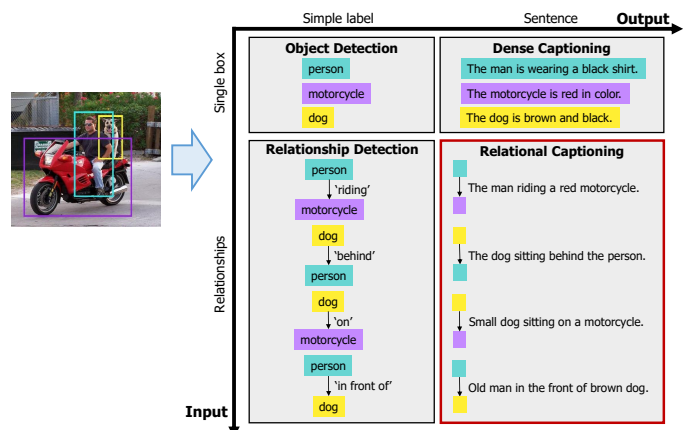 Simple label
Sentence
Output
Single box
Object Detection
person
motorcycle
dog
Dense Captioning
The man is wearing a black shirt.
The motorcycle is red in color.
The dog is brown and black.
Relationships
Relationship Detection
person
‘riding’
motorcycle
dog
‘behind’
person
dog
‘on’
motorcycle
person
‘in front of’
dog
Relational Captioning
The man riding a red motorcycle.
The dog sitting behind the person.
Small dog sitting on a motorcycle.
Old man in the front of brown dog.
Input